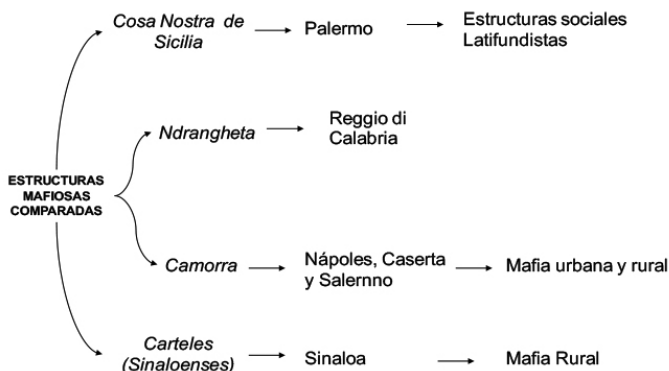 Cosa Nostra de
Sicilia
Palermo
Estructuras sociales
Latifundistas
Ndrangheta
Reggio di
Calabria
ESTRUCTURAS
MAFIOSAS
COMPARADAS
Camorra
Nápoles, Caserta
y Salernno
Mafia urbana y rural
Carteles
(Sinaloenses)
Sinaloa
Mafia Rural